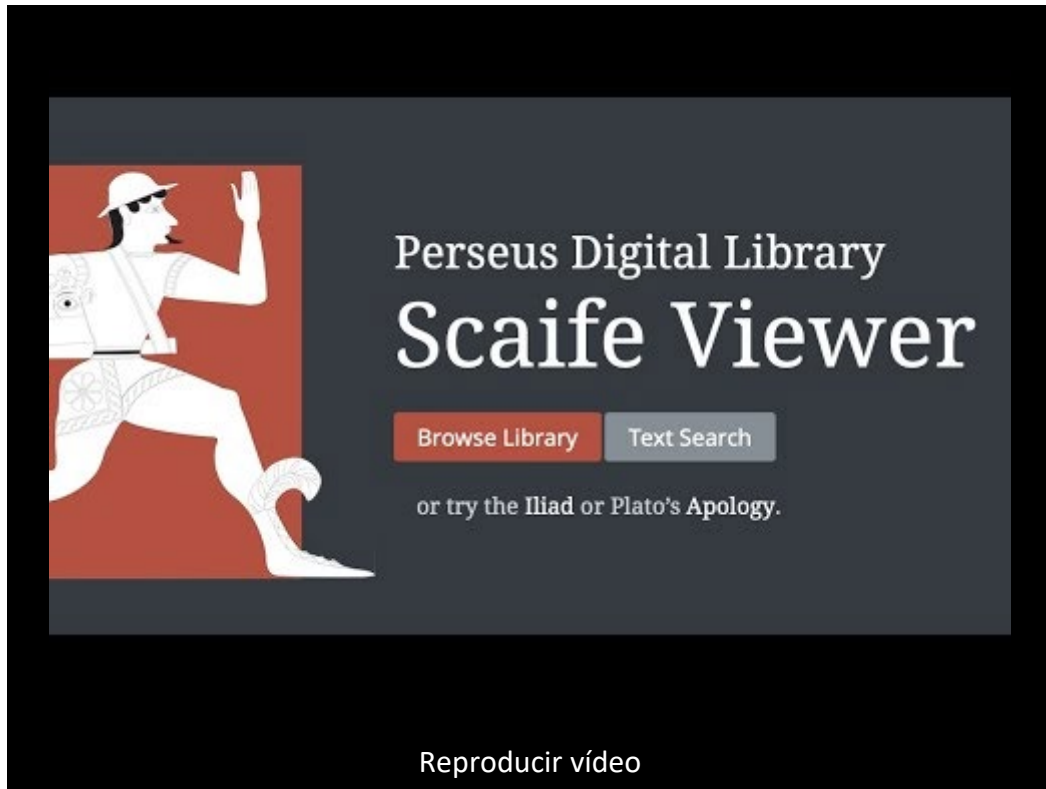 Perseus Digital Library
Scaife Viewer
Browse Library Text Search
or try the Iliad or Plato’s Apology.
Reproducir vídeo